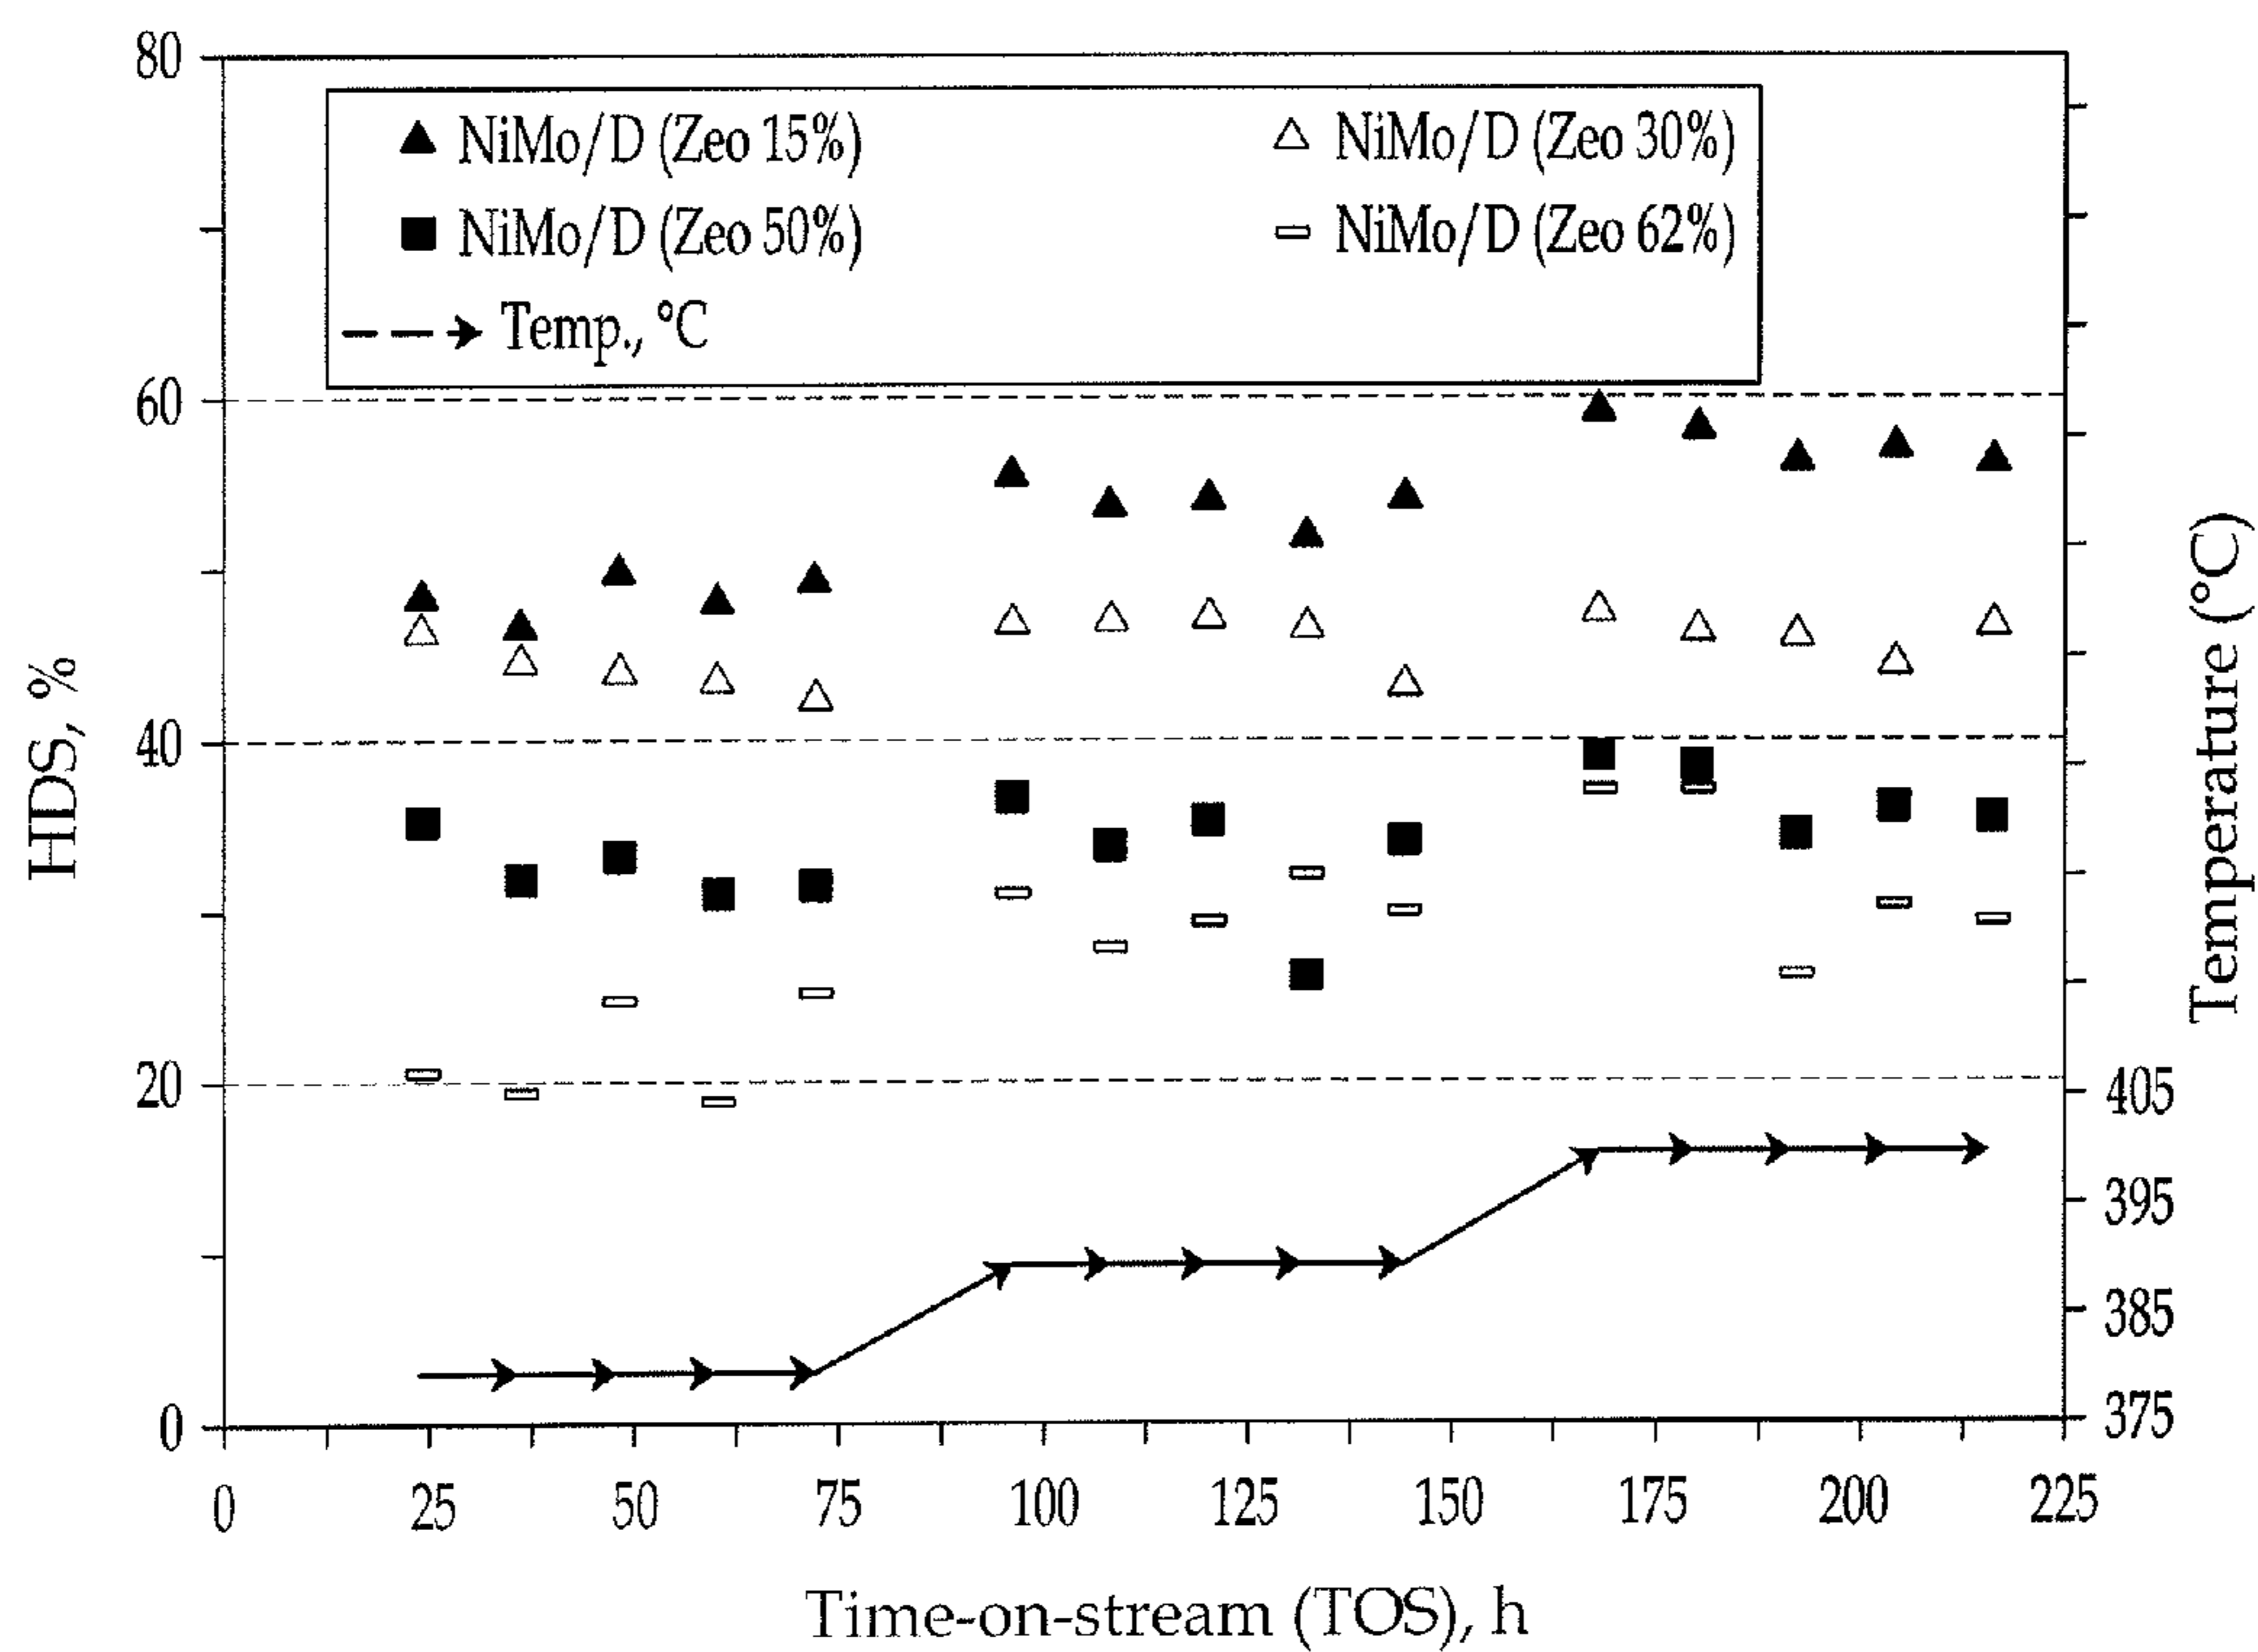 80
NiMo/D (Zeo 15%)
NiMo/D (Zeo 30%)
NiMo/D (Zeo 50%)
NiMo/D (Zeo 62%)
Temp., °C
60
40
20
0
HDS, %
Temperature (°C)
405
395
385
375
0 25 50 75 100 125 150 175 200 225
Time-on-stream (TOS), h